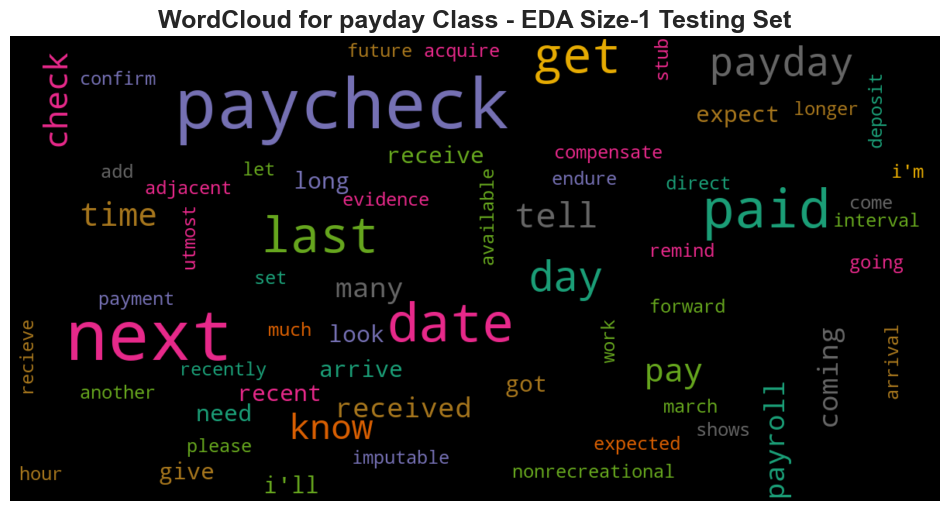 WordCloud for payday Class - EDA Size-1 Testing Set
future acquire
get
stub
payday
check
confirm
paycheck
expect
longer
deposit
receive
compensate
add
let
long
adjacent
evidence
available
endure
direct
i'm
time
utmost
last
tell
paid
come
interval
remind
going
set
day
payment
many
next
much
look
date
forward
recieve
recently
arrive
work
pay
coming
arrival
another
recent
got
need
received
know
march
payroll
please
expected
shows
imputable
hour
give
i'll
nonrecreational